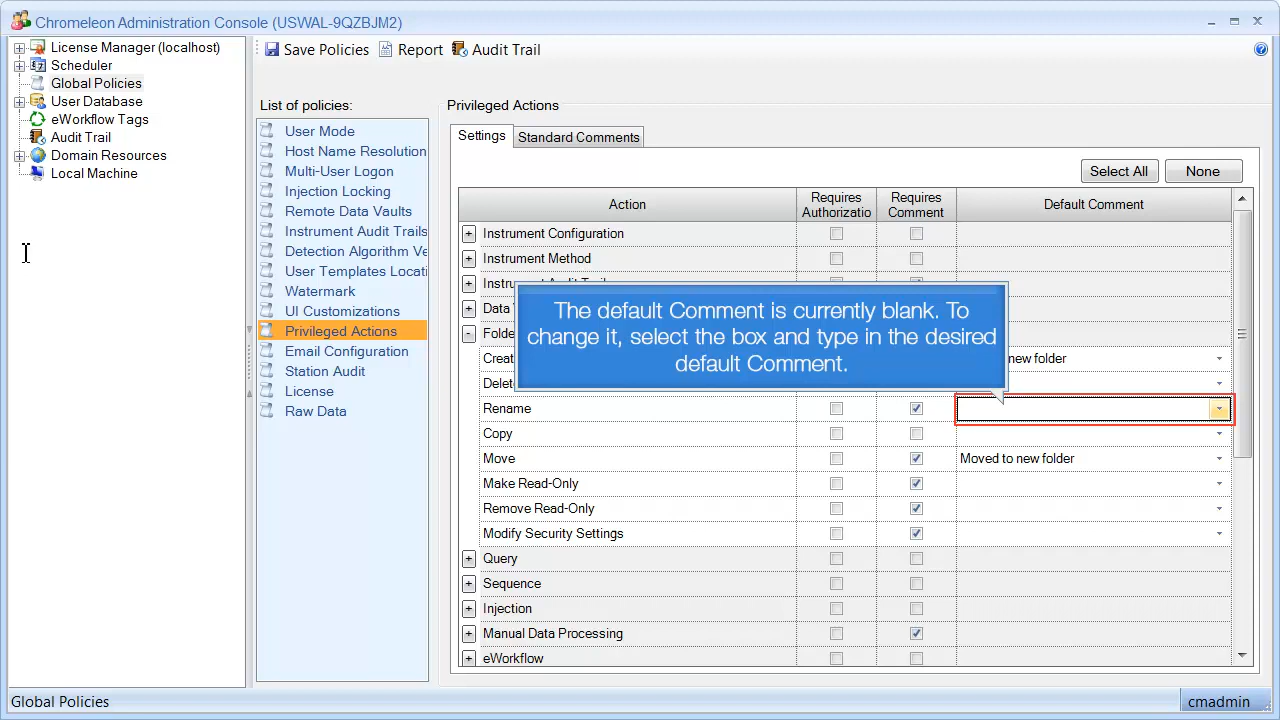 Chromeleon Administration Console (USWAL-9QZBJM2)
License Manager (localhost)
Scheduler
Global Policies
User Database
eWorkflow Tags
Audit Trail
Domain Resources
Local Machine
Save Policies Report Audit Trail
List of policies:
User Mode
Host Name Resolution
Multi-User Logon
Injection Locking
Remote Data Vaults
Instrument Audit Trails
Detection Algorithm Ve
User Templates Locati
Watermark
UI Customizations
Privileged Actions
Email Configuration
Station Audit
License
Raw Data
Privileged Actions
Settings Standard Comments
Select All None
Action Requires Authorizatio Requires Comment Default Comment
Instrument Configuration
Instrument Method
Instrument Audit Trail
Data
The default Comment is currently blank. To
change it, select the box and type in the desired
default Comment.
Folde
Creat new folder
Delet
Rename
Copy
Move Moved to new folder
Make Read-Only
Remove Read-Only
Modify Security Settings
Query
Sequence
Injection
Manual Data Processing
eWorkflow
Global Policies cmadmin